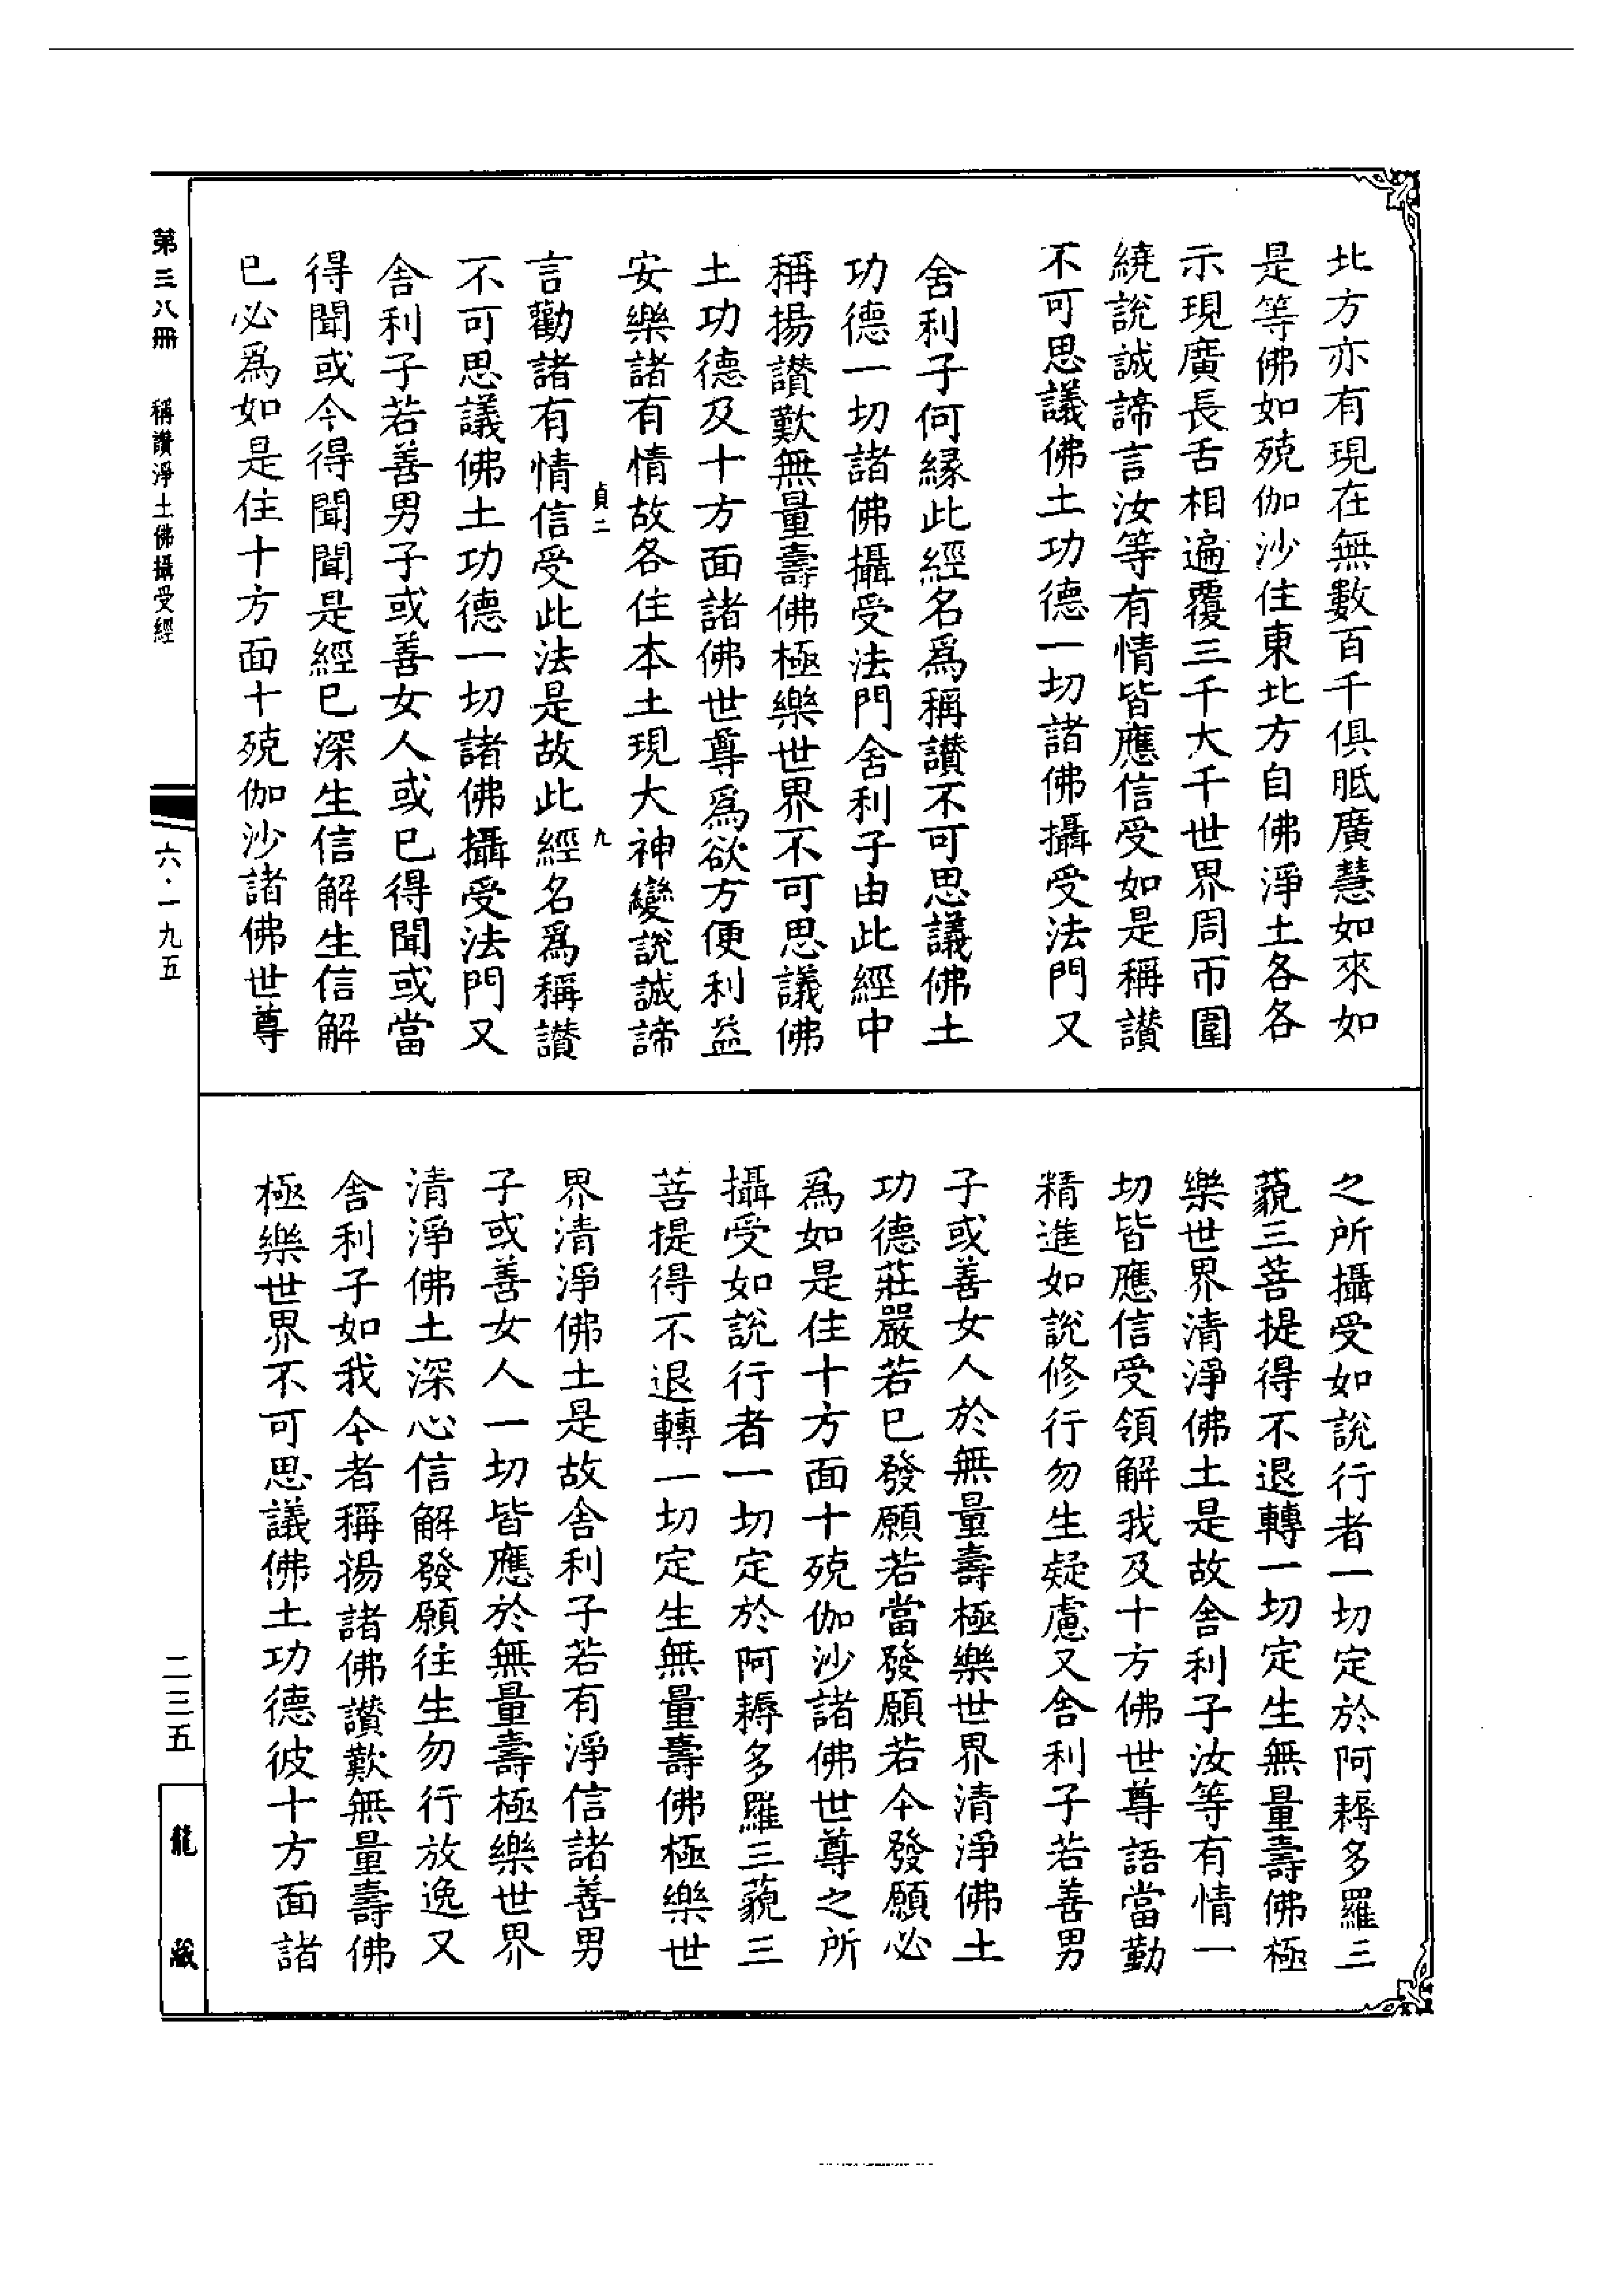 北方亦有現在無數百千俱胝廣慧如來如
是等佛如殑伽沙住東北方自佛淨土各各
示現廣長舌相遍覆三千大千世界周帀圍
繞說誠諦言汝等有情皆應信受如是稱讚
不可思議佛土功德一切諸佛攝受法門又
舍利子何緣此經名爲稱讚不可思議佛土
功德一切諸佛攝受法門舍利子由此經中
稱揚讚歎無量壽佛極樂世界不可思議佛
土功德及十方面諸佛世尊爲欲方便利益
安樂諸有情故各住本土現大神變說誠諦
貞二 九
言勸諸有情信受此法是故此經名爲稱讚
不可思議佛土功德一切諸佛攝受法門又
舍利子若善男子或善女人或已得聞或當
得聞或今得聞聞是經已深生信解生信解
已必爲如是住十方面十殑伽沙諸佛世尊
之所攝受如說行者一切定於阿耨多羅三
藐三菩提得不退轉一切定生無量壽佛極
樂世界清淨佛土是故舍利子汝等有情一
切皆應信受領解我及十方佛世尊語當勤
精進如說修行勿生疑慮又舍利子若善男
子或善女人於無量壽極樂世界清淨佛土
功德莊嚴若已發願若當發願若今發願必
爲如是住十方面十殑伽沙諸佛世尊之所
攝受如說行者一切定於阿耨多羅三藐三
菩提得不退轉一切定生無量壽佛極樂世
界清淨佛土是故舍利子若有淨信諸善男
子或善女人一切皆應於無量壽極樂世界
清淨佛土深心信解發願往生勿行放逸又
舍利子如我今者稱揚諸佛讚歎無量壽佛
極樂世界不可思議佛土功德彼十方面諸
第三八冊 稱讚淨土佛攝受經
六·一九五
二三五
龍藏